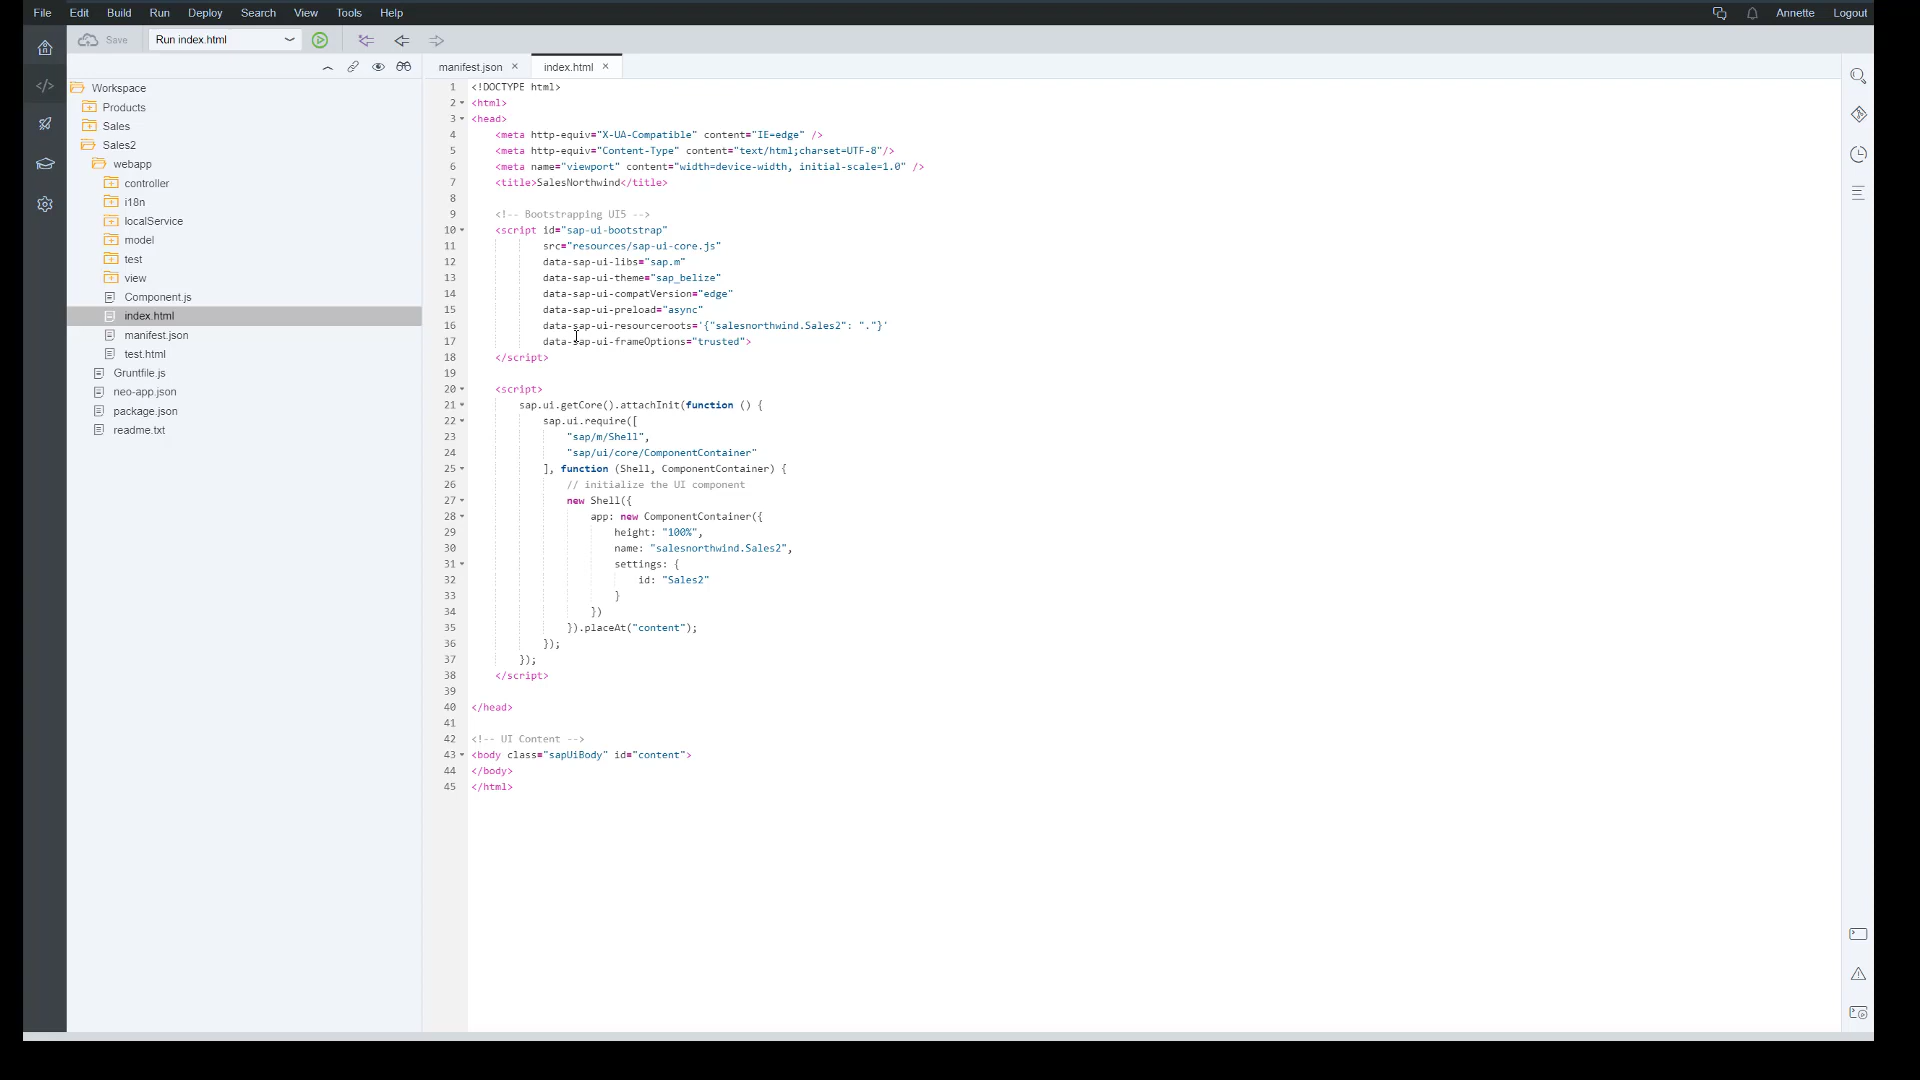 File Edit Build Run Deploy Search View Tools Help Annette Logout
Save Run index.html
manifest.json × index.html ×
Workspace
Products
Sales
Sales2
webapp
controller
i18n
localService
model
test
view
Component.js
index.html
manifest.json
test.html
Gruntfile.js
neo-app.json
package.json
readme.txt
1 <!DOCTYPE html>
2 <html>
3 <head>
4 <meta http-equiv="X-UA-Compatible" content="IE=edge" />
5 <meta http-equiv="Content-Type" content="text/html;charset=UTF-8"/>
6 <meta name="viewport" content="width=device-width, initial-scale=1.0" />
7 <title>SalesNorthwind</title>
8
9 <!-- Bootstrapping UI5 -->
10 <script id="sap-ui-bootstrap"
11 src="resources/sap-ui-core.js"
12 data-sap-ui-libs="sap.m"
13 data-sap-ui-theme="sap_belize"
14 data-sap-ui-compatVersion="edge"
15 data-sap-ui-preload="async"
16 data-sap-ui-resourceroots='{"salesnorthwind.Sales2": "."}'
17 data-sap-ui-frameOptions="trusted">
18 </script>
19
20 <script>
21 sap.ui.getCore().attachInit(function () {
22 sap.ui.require([
23 "sap/m/Shell",
24 "sap/ui/core/ComponentContainer"
25 ], function (Shell, ComponentContainer) {
26 // initialize the UI component
27 new Shell({
28 app: new ComponentContainer({
29 height: "100%",
30 name: "salesnorthwind.Sales2",
31 settings: {
32 id: "Sales2"
33 }
34 })
35 }).placeAt("content");
36 });
37 });
38 </script>
39
40 </head>
41
42 <!-- UI Content -->
43 <body class="sapUiBody" id="content">
44 </body>
45 </html>